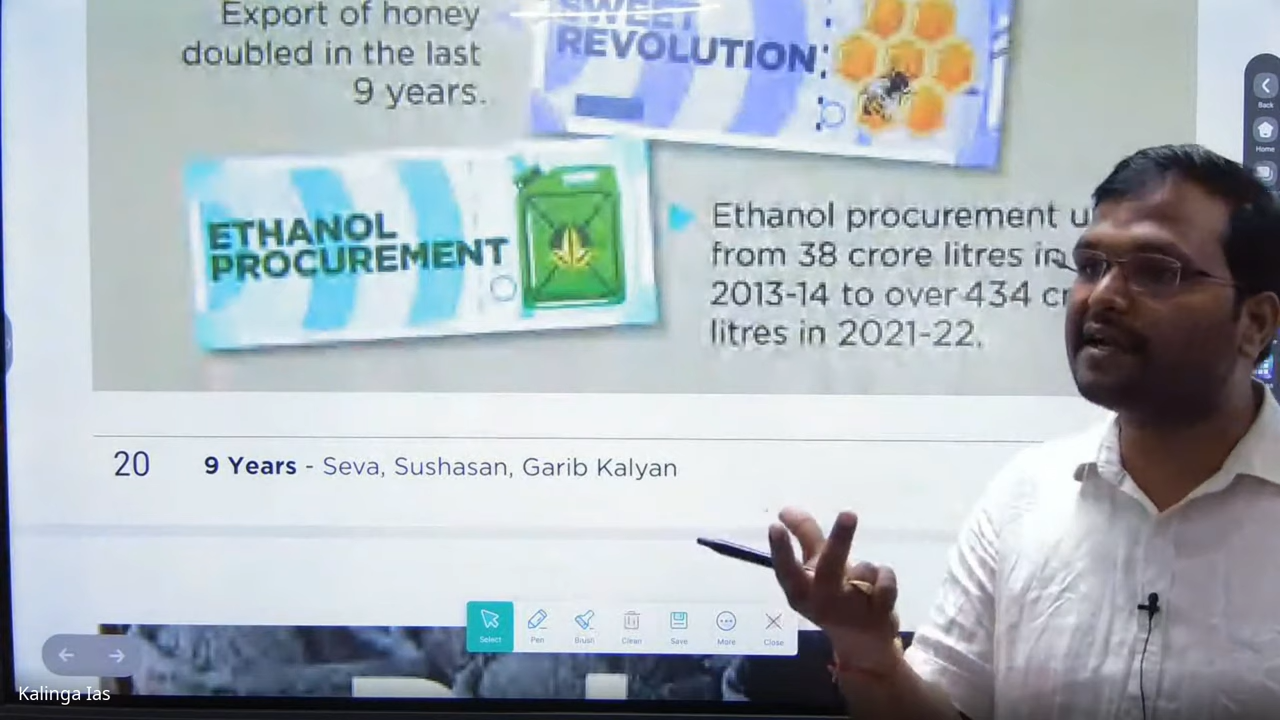 Export of honey
doubled in the last
9 years.
SWEET
REVOLUTION
ETHANOL
PROCUREMENT
Ethanol procurement
from 38 crore litres in
2013-14 to over 434
litres in 2021-22.
20
9 Years - Seva, Sushasan, Garib Kalyan
Select
Pen
Brush
Clean
Save
More
Close
Back
Home
Kalinga Ias